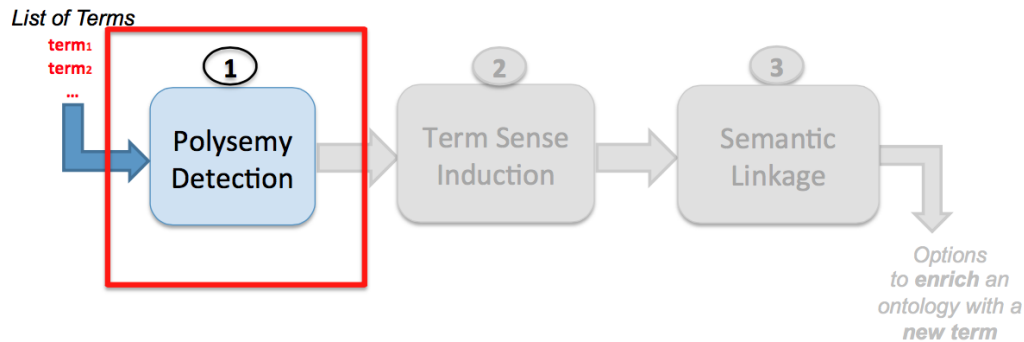 List of Terms
term1
term2
...
1
Polysemy
Detection
2
Term Sense
Induction
3
Semantic
Linkage
Options
to enrich an
ontology with a
new term